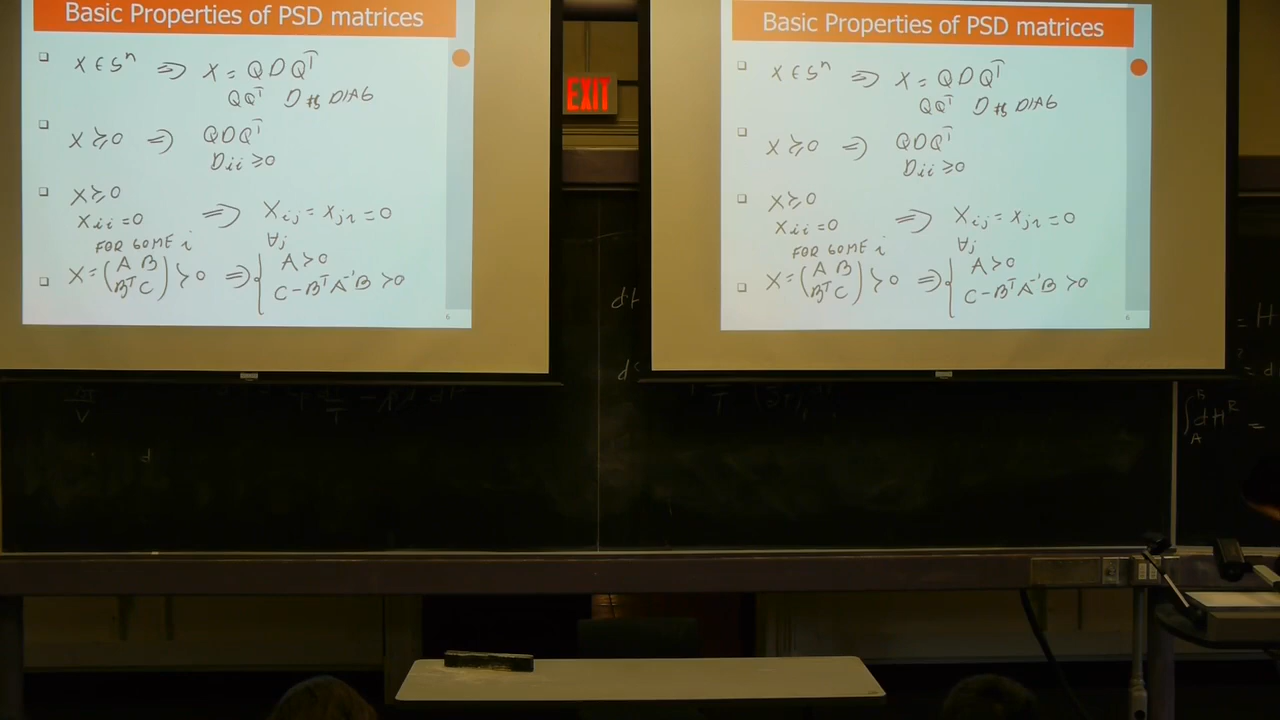 Basic Properties of PSD matrices
X ∈ Sⁿ ⇒ X = QDQᵀ
QQᵀ D is DIAG
X ≽ 0 ⇒ QDQᵀ
Dii ≥ 0
X ≽ 0
Xii = 0 ⇒ Xij = Xji = 0
FOR SOME i ∀j
X = (A B
Bᵀ C) ≻ 0 ⇒ { A ≻ 0
C - BᵀA⁻¹B ≻ 0
6
EXIT
Basic Properties of PSD matrices
X ∈ Sⁿ ⇒ X = QDQᵀ
QQᵀ D is DIAG
X ≽ 0 ⇒ QDQᵀ
Dii ≥ 0
X ≽ 0
Xii = 0 ⇒ Xij = Xji = 0
FOR SOME i ∀j
X = (A B
Bᵀ C) ≻ 0 ⇒ { A ≻ 0
C - BᵀA⁻¹B ≻ 0
6